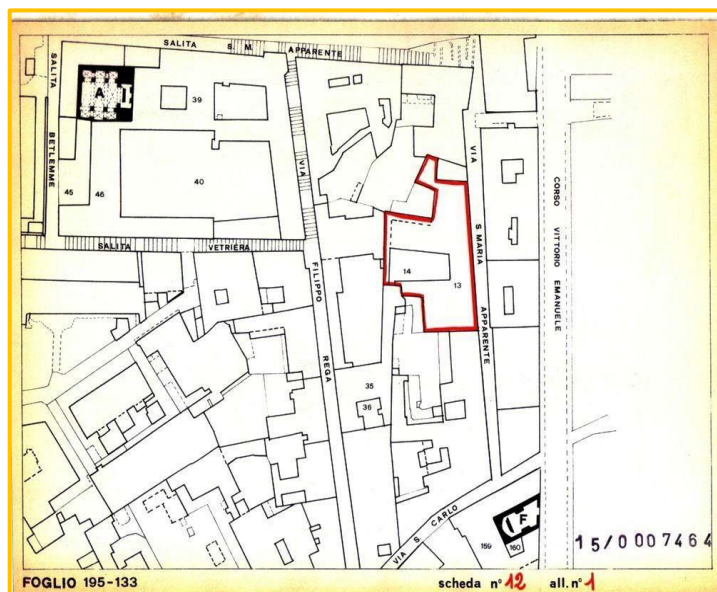 SALITA S. M. APPARENTE
SALITA BETLEMME
A
39
40
45
46
VIA FILIPPO REGA
SALITA VETRIERA
VIA S MARIA APPARENTE
CORSO VITTORIO EMANUELE
14
13
35
36
VIA S. CARLO
F
159
160
15/0007464
FOGLIO 195-133
scheda n° 12 all. n° 1